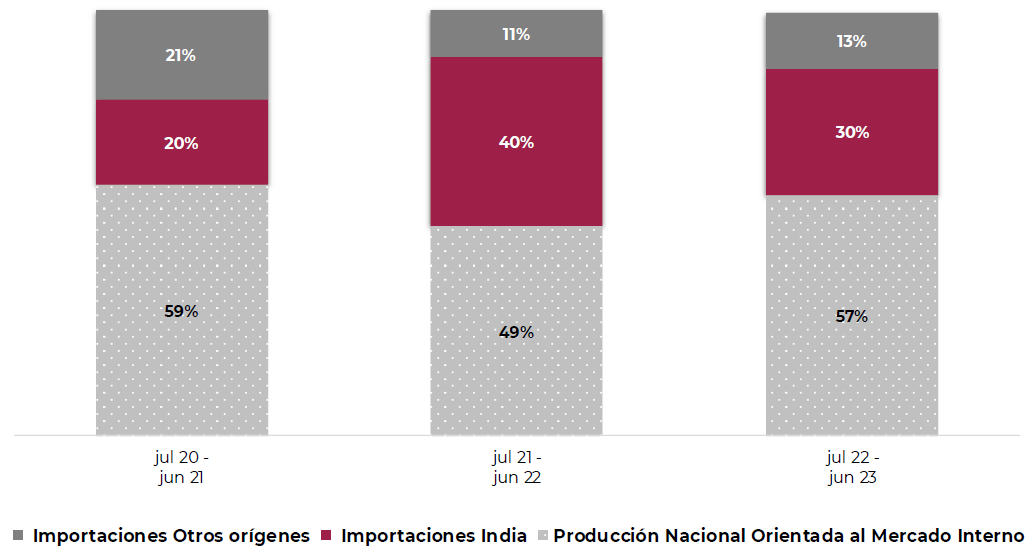 21%
11%
13%
20%
40%
30%
59%
49%
57%
jul 20 -
jun 21
jul 21 -
jun 22
jul 22 -
jun 23
Importaciones Otros orígenes
Importaciones India
Producción Nacional Orientada al Mercado Interno